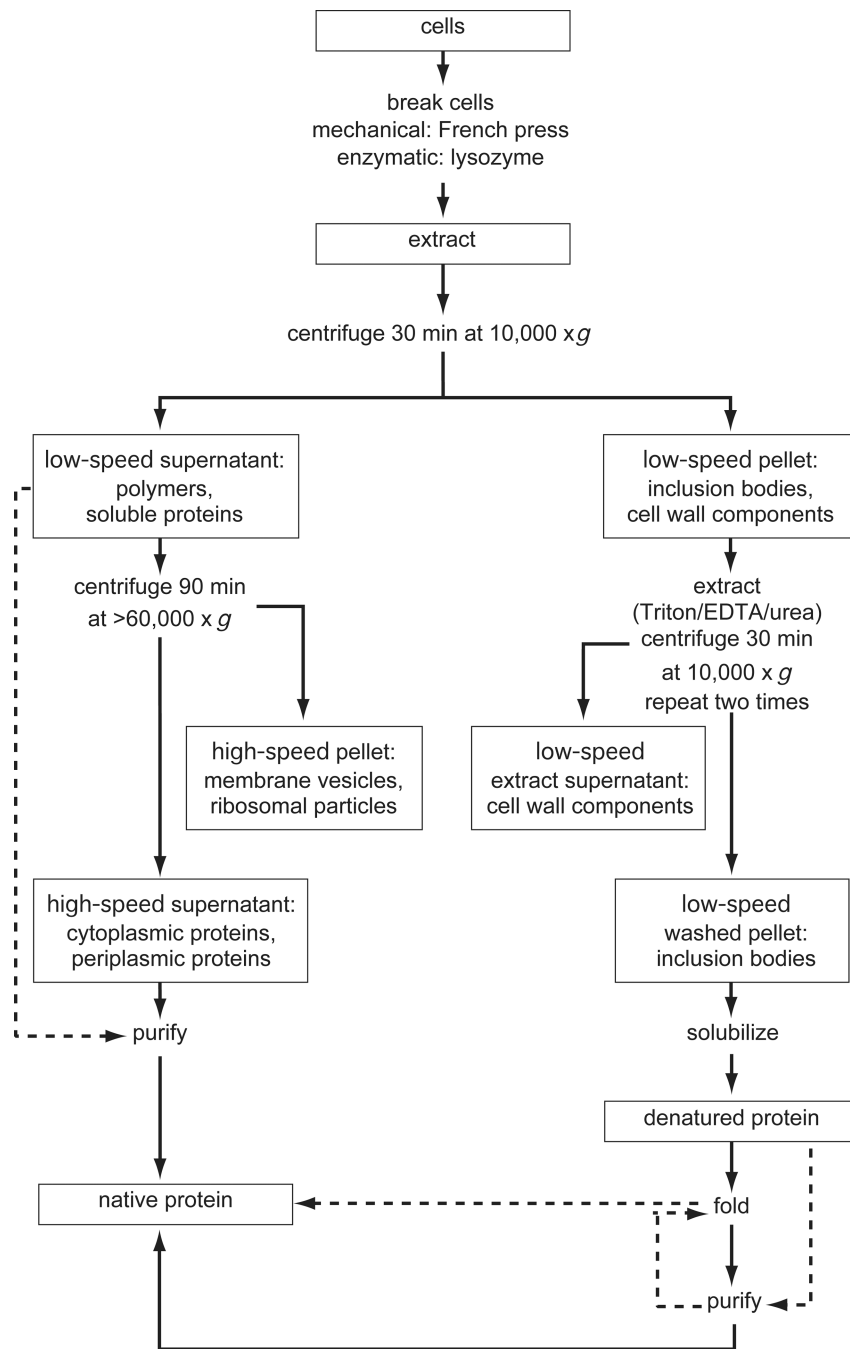 cells
break cells
mechanical: French press
enzymatic: lysozyme
extract
centrifuge 30 min at 10,000 x g
low-speed supernatant:
polymers,
soluble proteins
low-speed pellet:
inclusion bodies,
cell wall components
centrifuge 90 min
at >60,000 x g
extract
(Triton/EDTA/urea)
centrifuge 30 min
at 10,000 x g
repeat two times
high-speed pellet:
membrane vesicles,
ribosomal particles
low-speed
extract supernatant:
cell wall components
high-speed supernatant:
cytoplasmic proteins,
periplasmic proteins
low-speed
washed pellet:
inclusion bodies
purify
solubilize
denatured protein
native protein
fold
purify